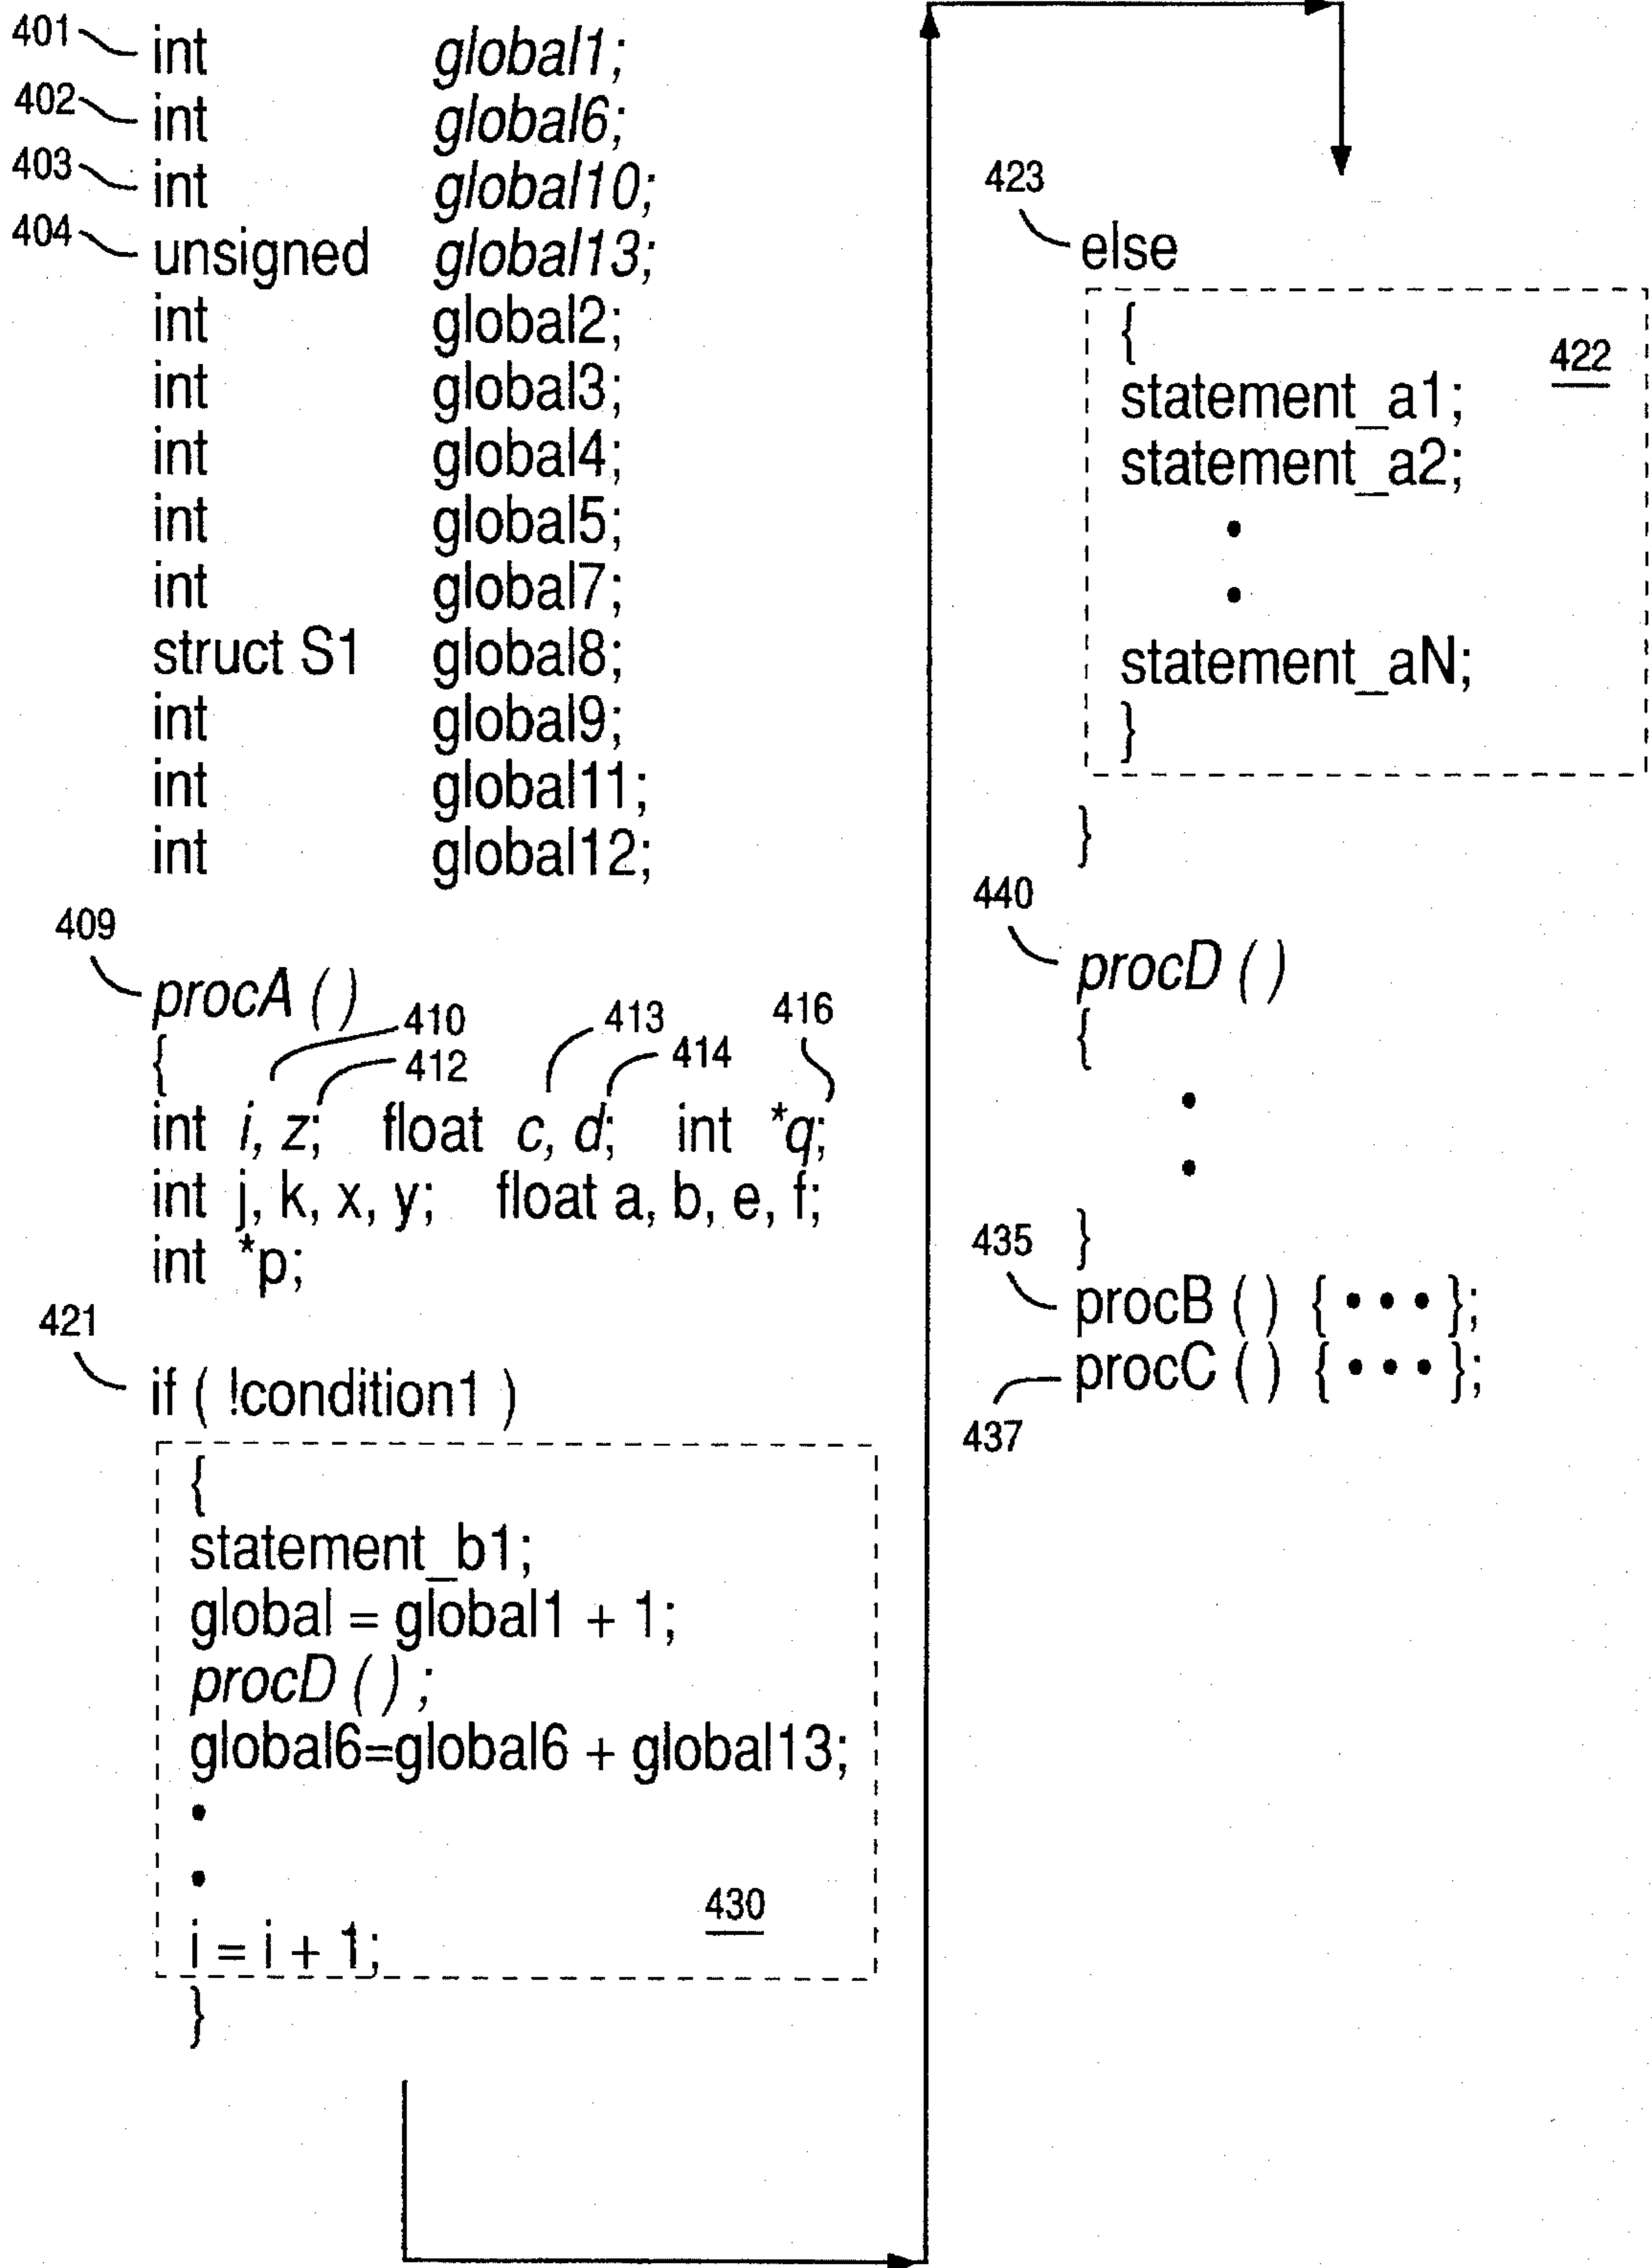 401 int global1;
402 int global6;
403 int global10;
404 unsigned global13;
int global2;
int global3;
int global4;
int global5;
int global7;
struct S1 global8;
int global9;
int global11;
int global12;
409
procA ( )
{
410
412
413
414
416
int i, z; float c, d; int *q;
int j, k, x, y; float a, b, e, f;
int *p;
421
if ( !condition1 )
{
statement_b1;
global = global1 + 1;
procD ( ) ;
global6=global6 + global13;
•
•
430
i = i + 1;
}
423
else
{
422
statement_a1;
statement_a2;
•
•
statement_aN;
}
}
440
procD ( )
{
•
•
}
435
procB ( ) { • • • };
procC ( ) { • • • };
437